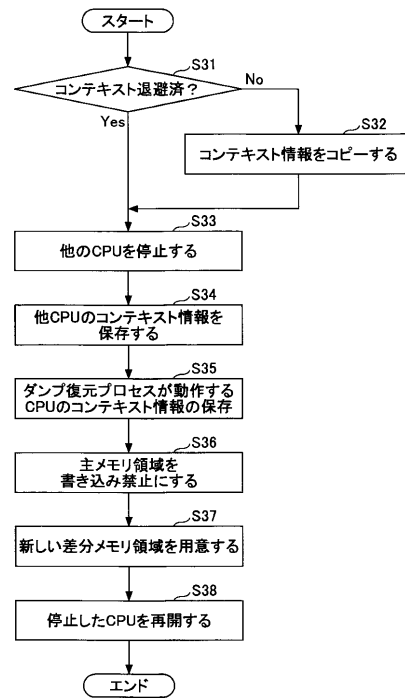 スタート
S31
コンテキスト退避済？
No
Yes
S32
コンテキスト情報をコピーする
S33
他のCPUを停止する
S34
他CPUのコンテキスト情報を
保存する
S35
ダンプ復元プロセスが動作する
CPUのコンテキスト情報の保存
S36
主メモリ領域を
書き込み禁止にする
S37
新しい差分メモリ領域を用意する
S38
停止したCPUを再開する
エンド